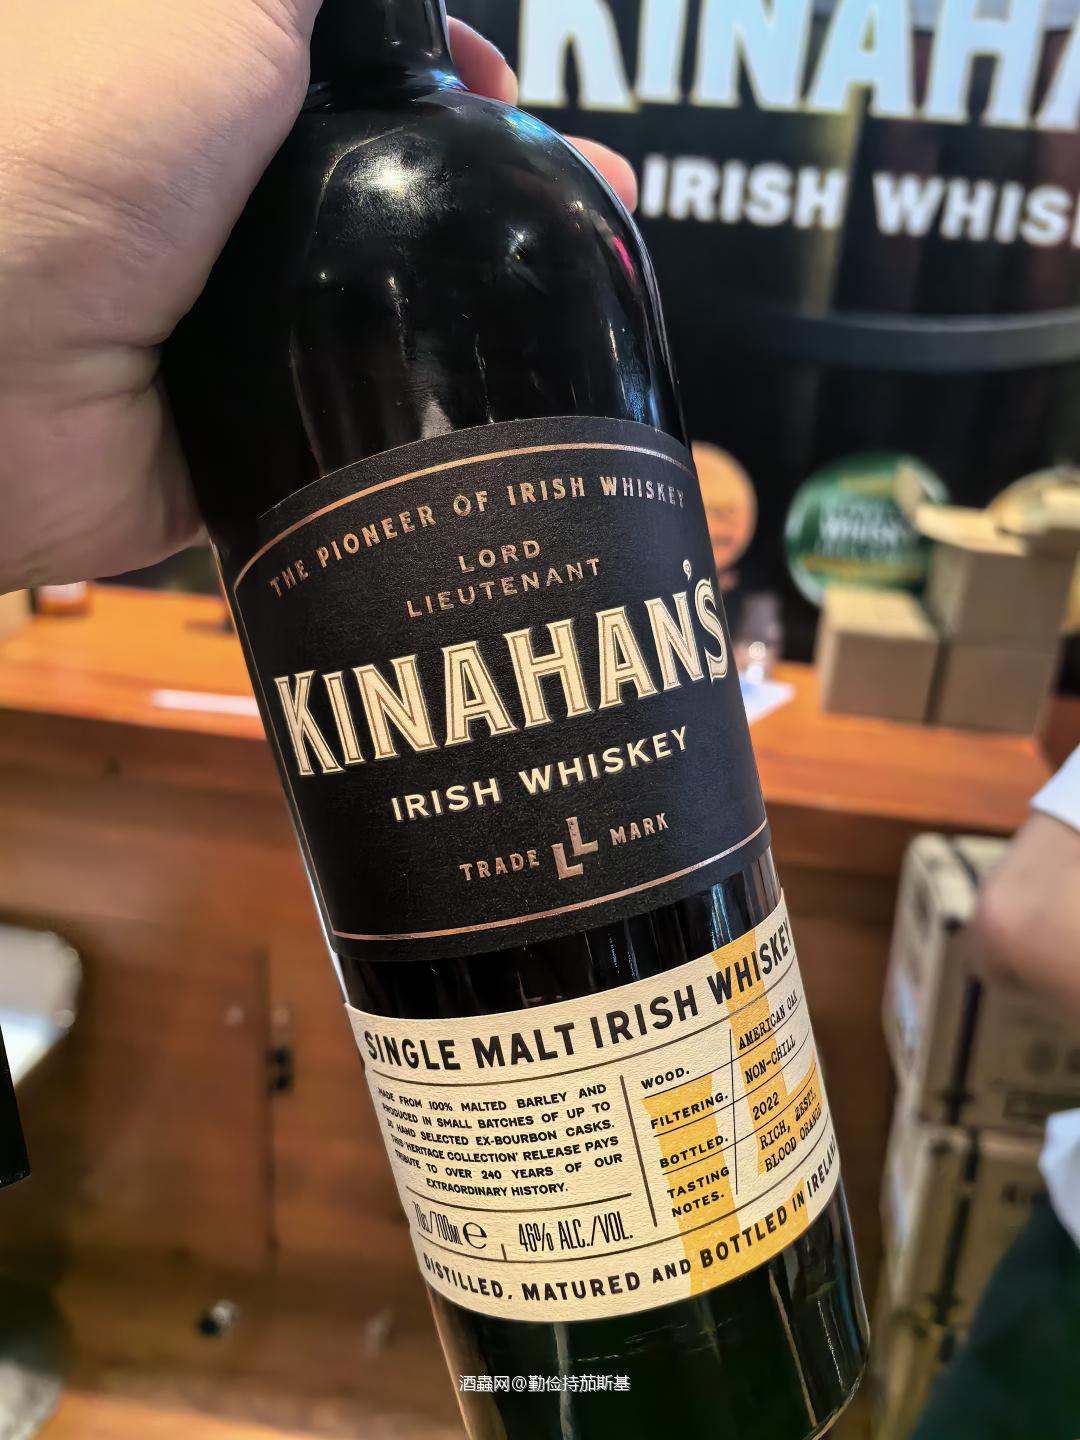 KINAHA
IRISH WHIS
THE PIONEER OF IRISH WHISKEY
LORD
LIEUTENANT
KINAHAN'S
IRISH WHISKEY
TRADE LL MARK
SINGLE MALT IRISH WHISKEY
MADE FROM 100% MALTED BARLEY AND
PRODUCED IN SMALL BATCHES OF UP TO
HAND SELECTED EX-BOURBON CASKS.
THIS 'HERITAGE COLLECTION' RELEASE PAYS
TRIBUTE TO OVER 240 YEARS OF OUR
EXTRAORDINARY HISTORY.
70CL/700ML e 46% ALC./VOL.
WOOD. AMERICAN OAK
FILTERING. NON-CHILL
BOTTLED. 2022
TASTING NOTES. RICH, ZESTY, BLOOD ORANGE
DISTILLED, MATURED AND BOTTLED IN IRELAND
酒蟲网@勤俭持茄斯基